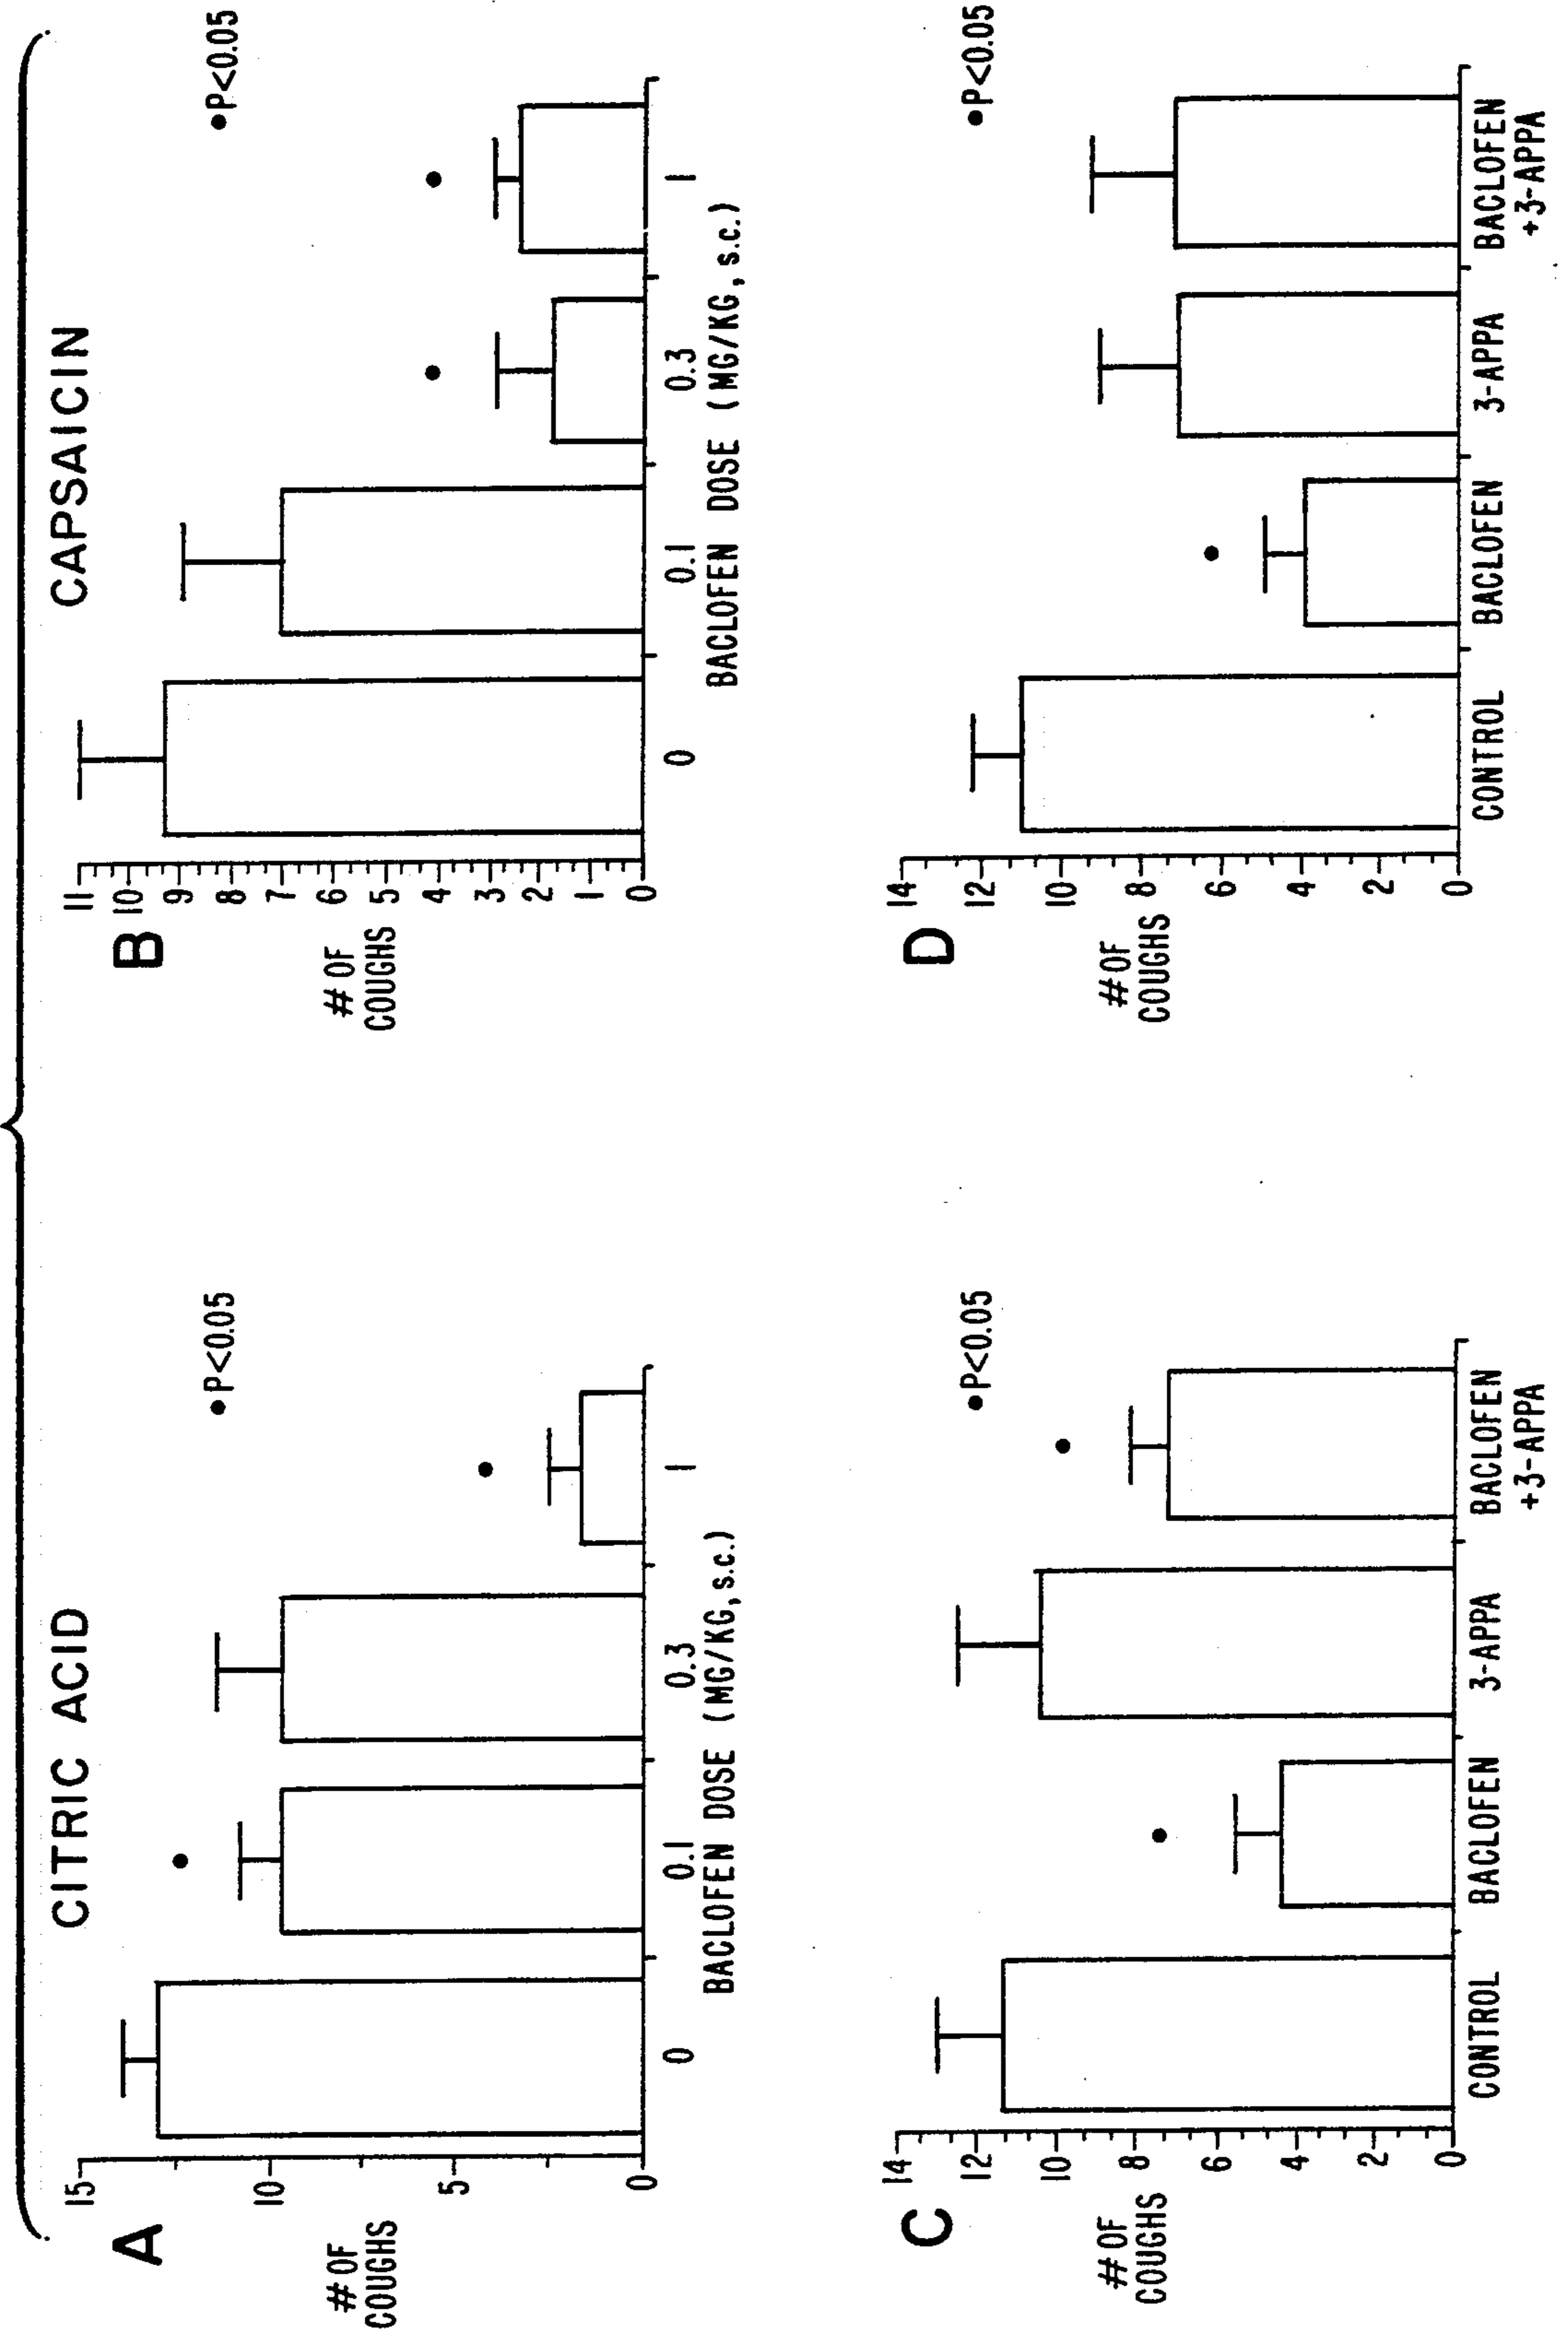 CITRIC ACID
A
# OF
COUGHS
15
10
5
0
•P<0.05
0
0.1
0.3
1
BACLOFEN DOSE (MG/KG, s.c.)
CAPSAICIN
B
# OF
COUGHS
11
10
9
8
7
6
5
4
3
2
1
0
•P<0.05
0
0.1
0.3
1
BACLOFEN DOSE (MG/KG, s.c.)
C
# OF
COUGHS
14
12
10
8
6
4
2
0
•P<0.05
CONTROL
BACLOFEN
3-APPA
BACLOFEN
+3-APPA
D
# OF
COUGHS
14
12
10
8
6
4
2
0
•P<0.05
CONTROL
BACLOFEN
3-APPA
BACLOFEN
+3-APPA